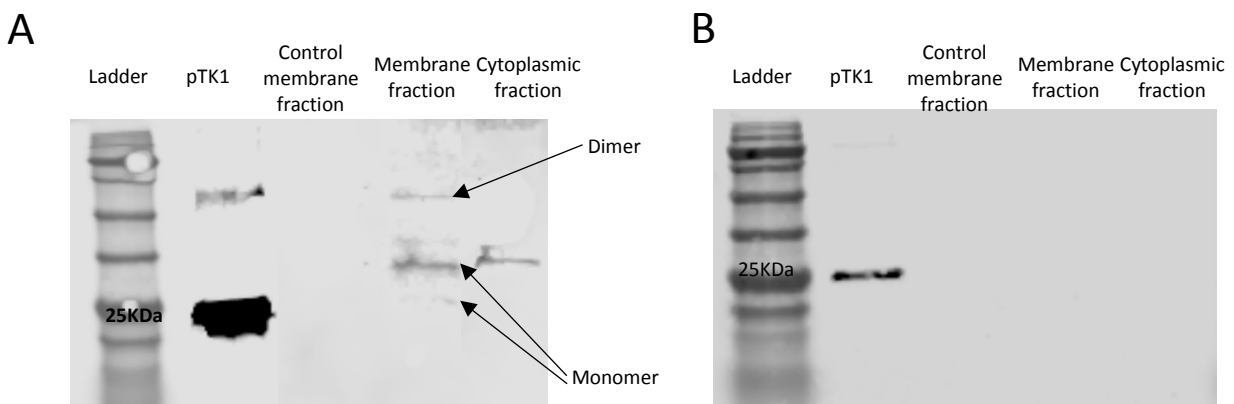 A
Ladder
pTK1
Control
membrane
fraction
Membrane
fraction
Cytoplasmic
fraction
25KDa
Dimer
Monomer
B
Ladder
pTK1
Control
membrane
fraction
Membrane
fraction
Cytoplasmic
fraction
25KDa